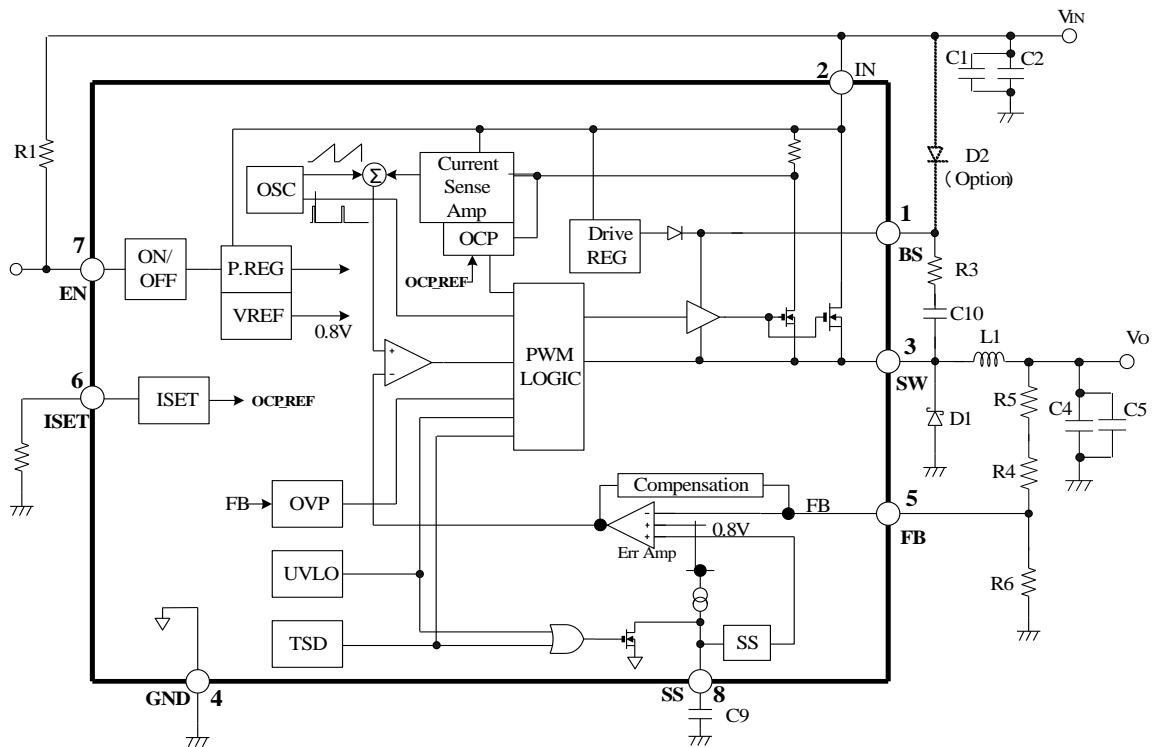 VIN
C1
C2
2 IN
R1
D2
(Option)
Current
Sense
Amp
Σ
OSC
OCP
OCP_REF
Drive
REG
1
BS
7
EN
ON/
OFF
P.REG
VREF
0.8V
R3
C10
PWM
LOGIC
+
−
3
SW
L1
VO
6
ISET
ISET
OCP_REF
D1
R5
C4
C5
R4
Compensation
FB
OVP
−
+
+
0.8V
Err Amp
FB
5
FB
UVLO
R6
TSD
SS
GND 4
SS 8
C9